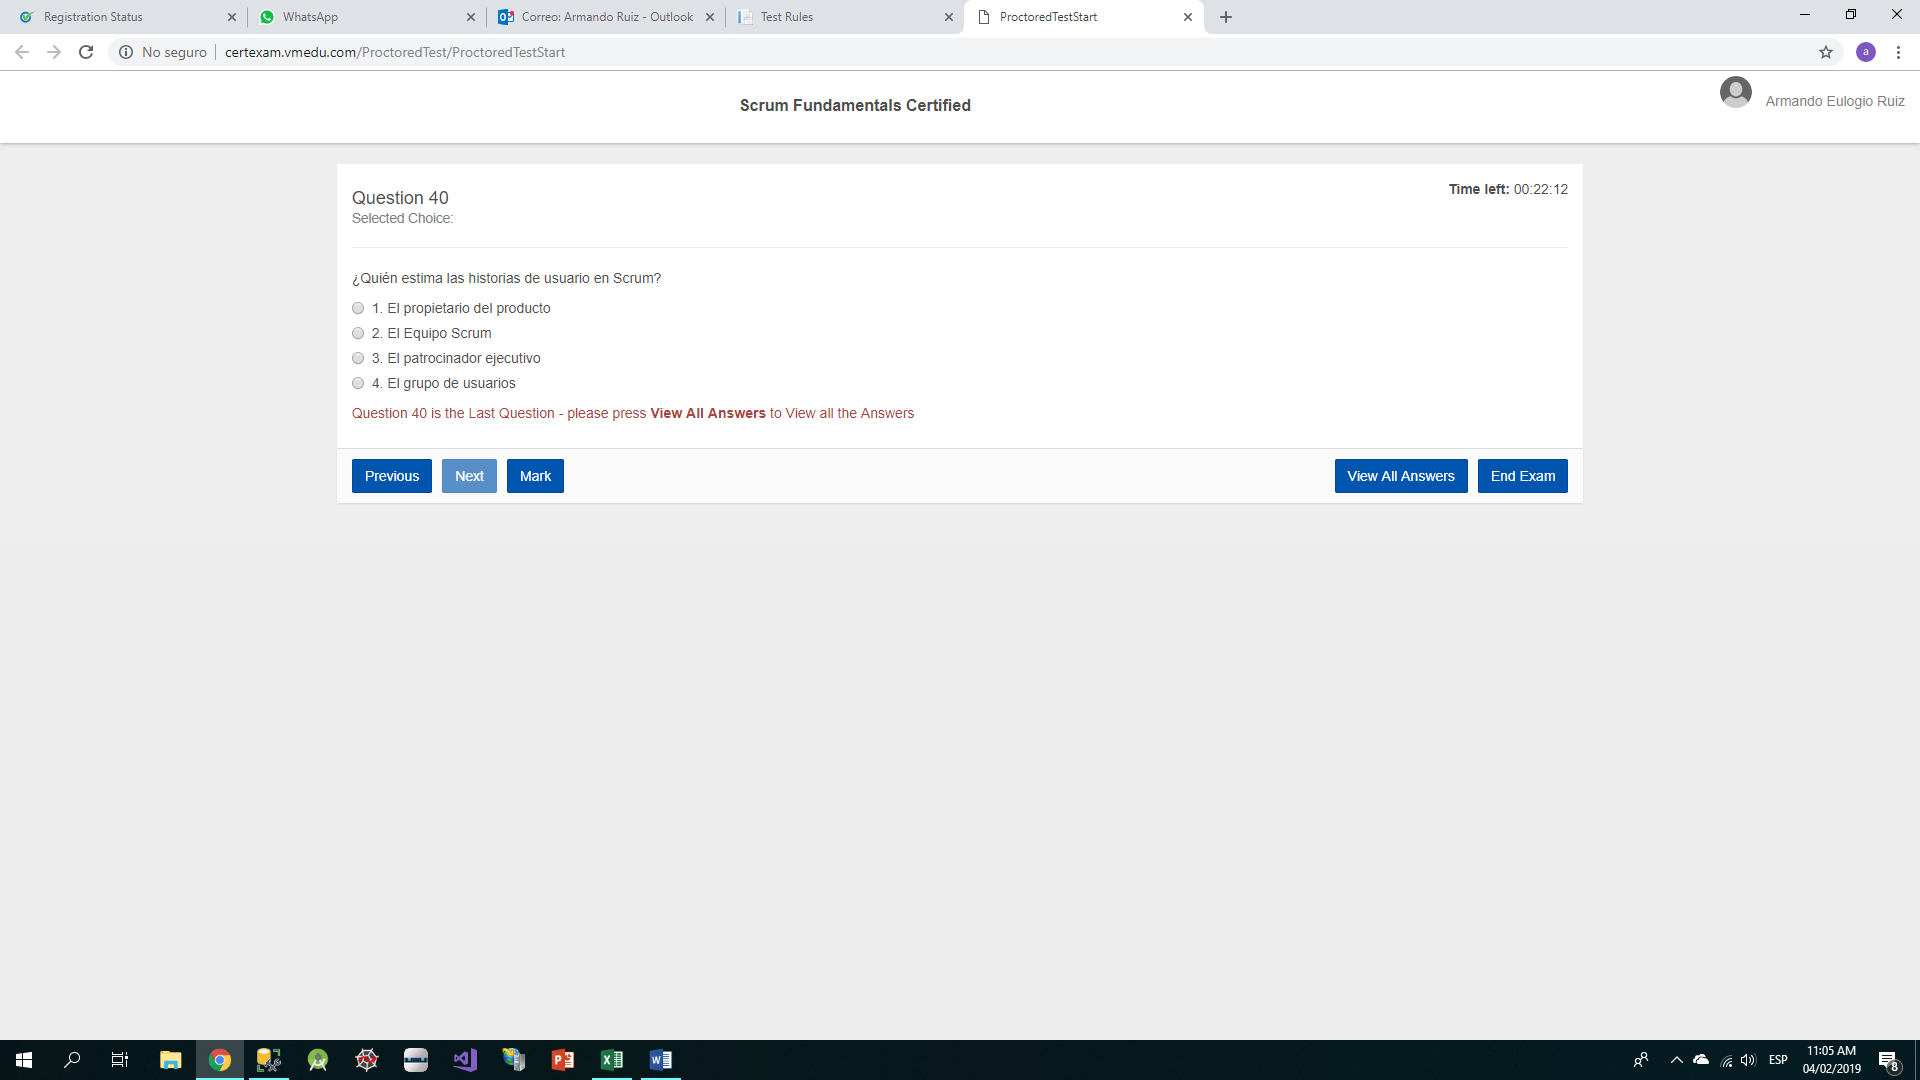 Registration Status
WhatsApp
Correo: Armando Ruiz - Outlook
Test Rules
ProctoredTestStart
No seguro
certexam.vmedu.com/ProctoredTest/ProctoredTestStart
a
Scrum Fundamentals Certified
Armando Eulogio Ruiz
Question 40
Time left: 00:22:12
Selected Choice:
¿Quién estima las historias de usuario en Scrum?
1. El propietario del producto
2. El Equipo Scrum
3. El patrocinador ejecutivo
4. El grupo de usuarios
Question 40 is the Last Question - please press View All Answers to View all the Answers
Previous
Next
Mark
View All Answers
End Exam
ESP
11:05 AM
04/02/2019
8